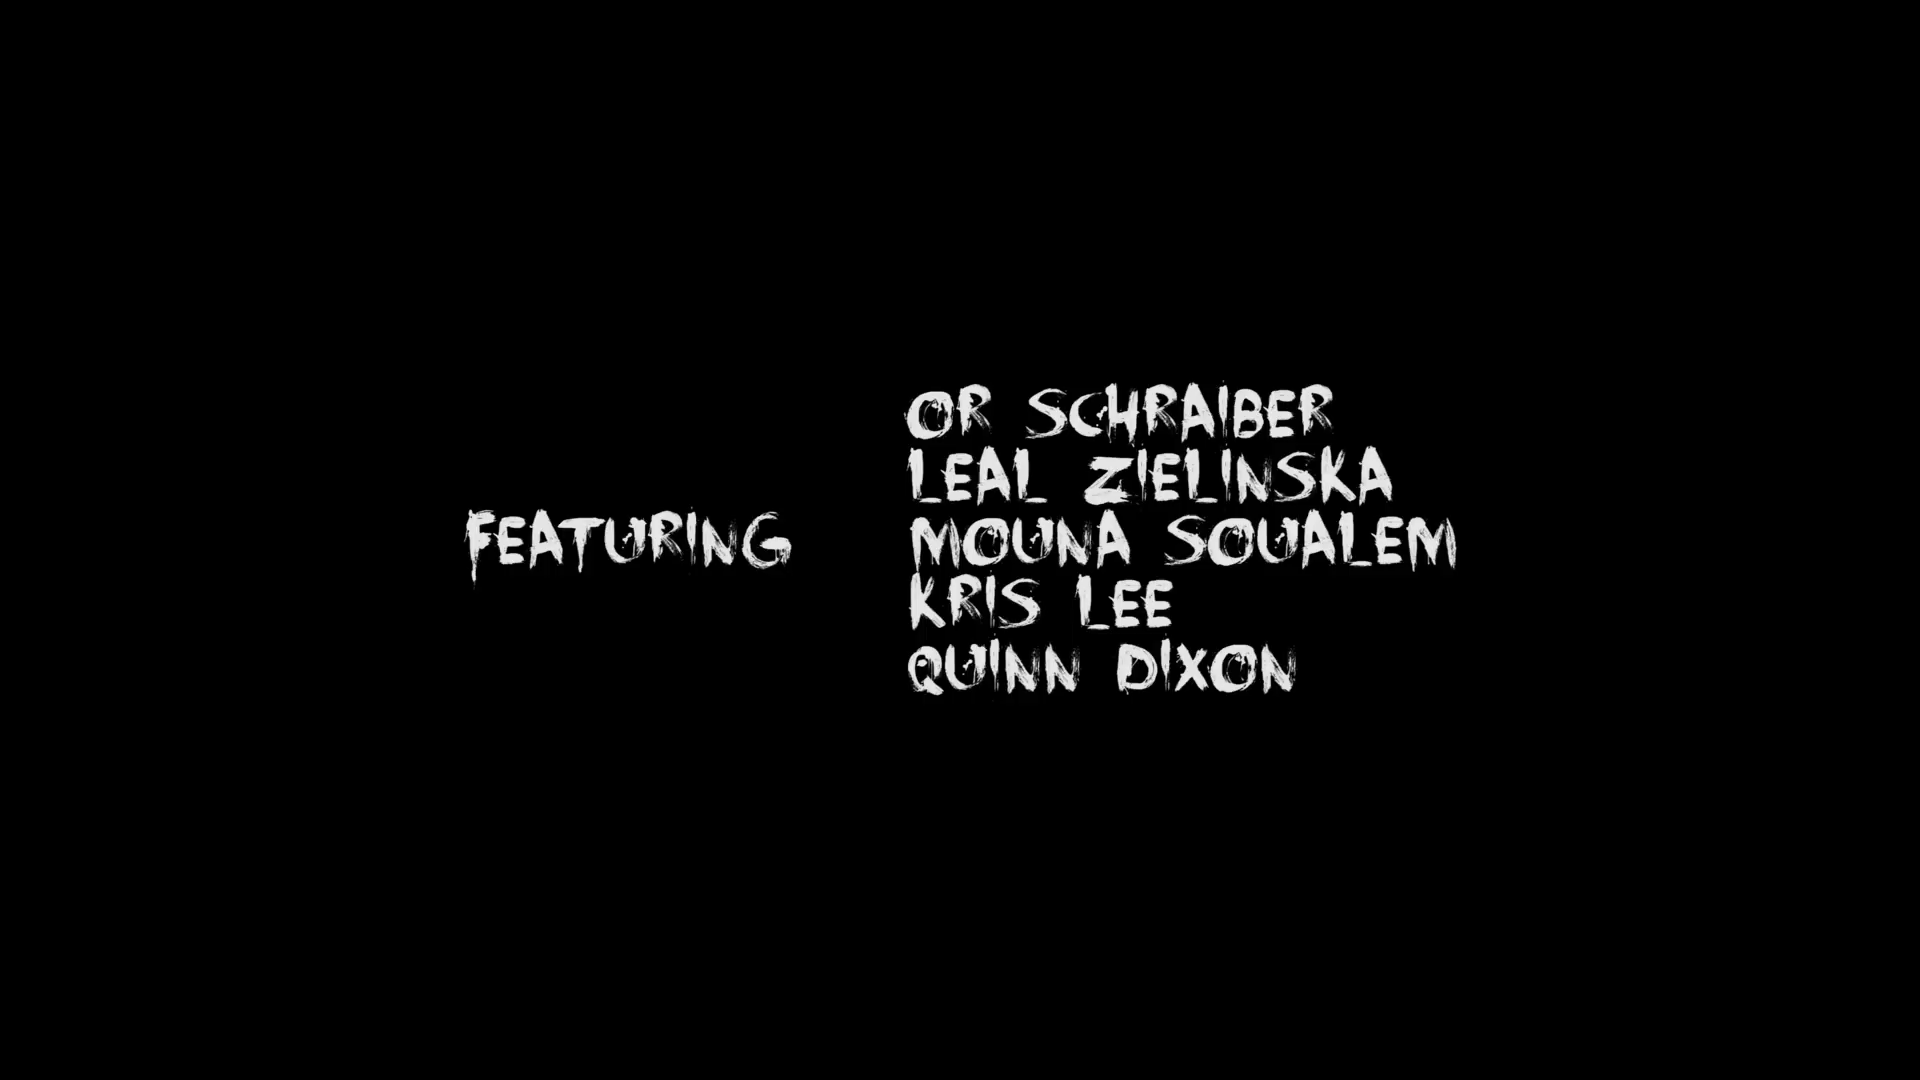 FEATURING
OR SCHRAIBER
LEAL ZIELINSKA
MOUNA SOUALEM
KRIS LEE
QUINN DIXON